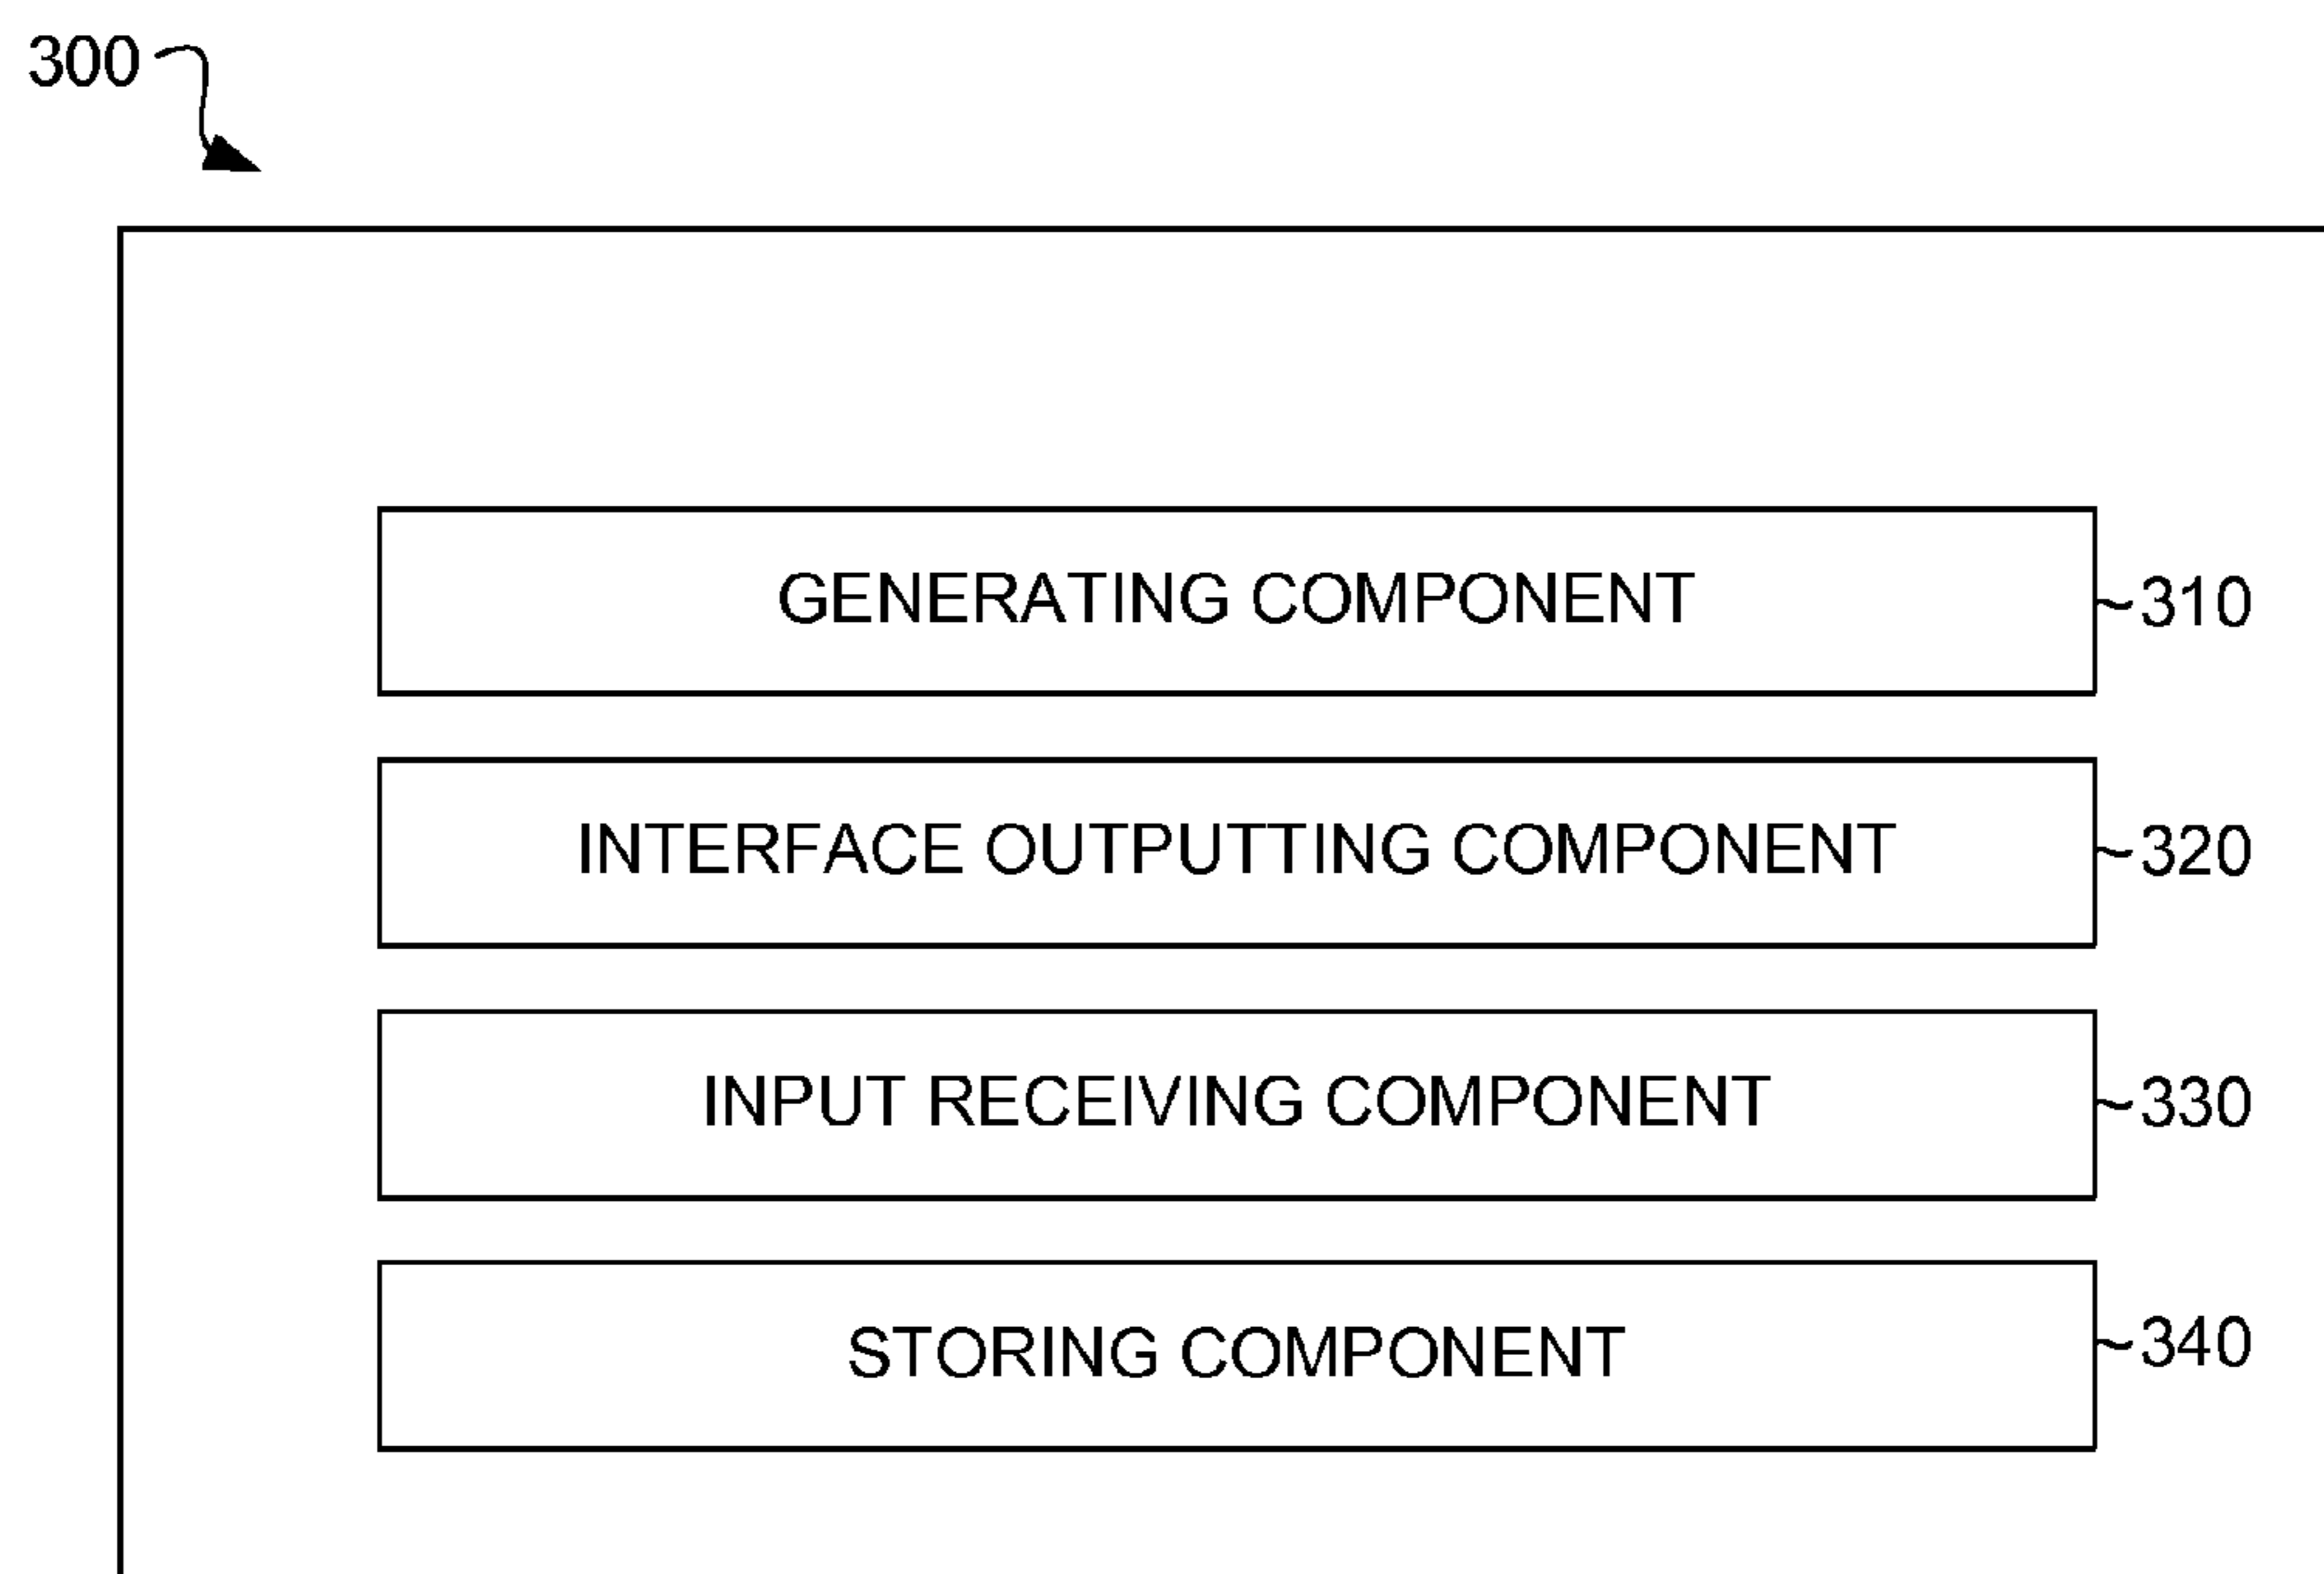 300
GENERATING COMPONENT 310
INTERFACE OUTPUTTING COMPONENT 320
INPUT RECEIVING COMPONENT 330
STORING COMPONENT 340